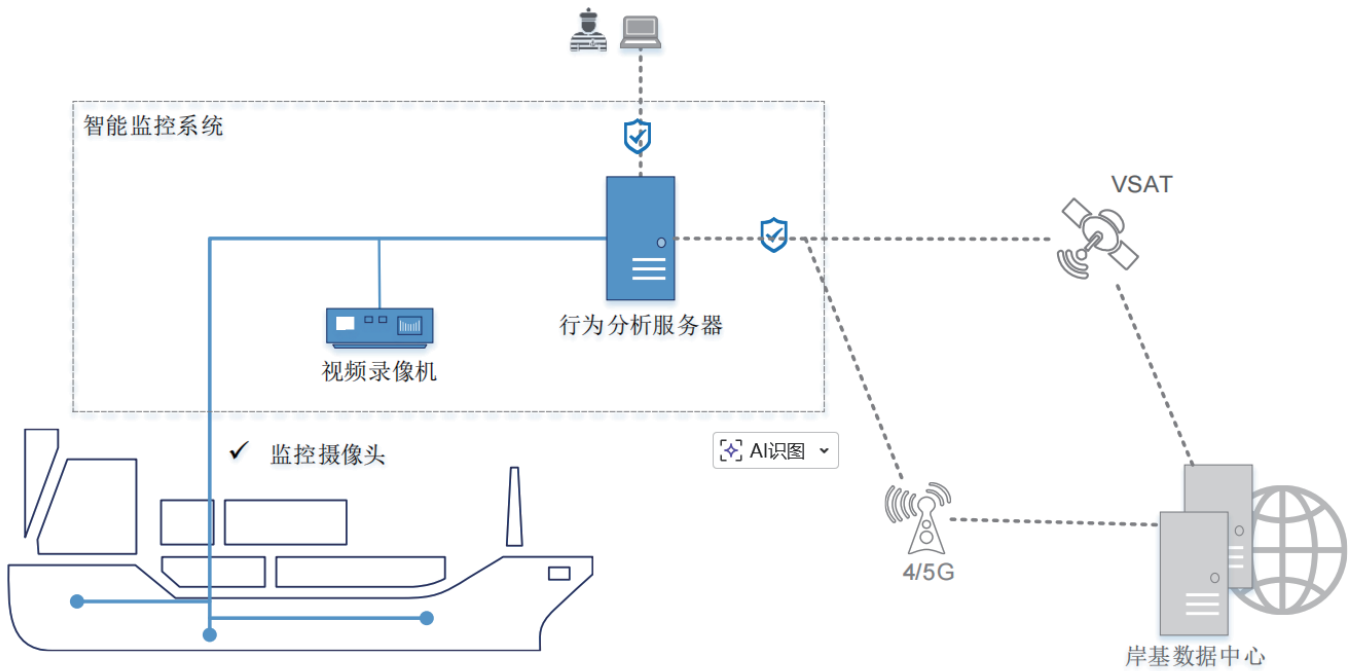 智能监控系统
VSAT
行为分析服务器
视频录像机
监控摄像头
AI识图
4/5G
岸基数据中心